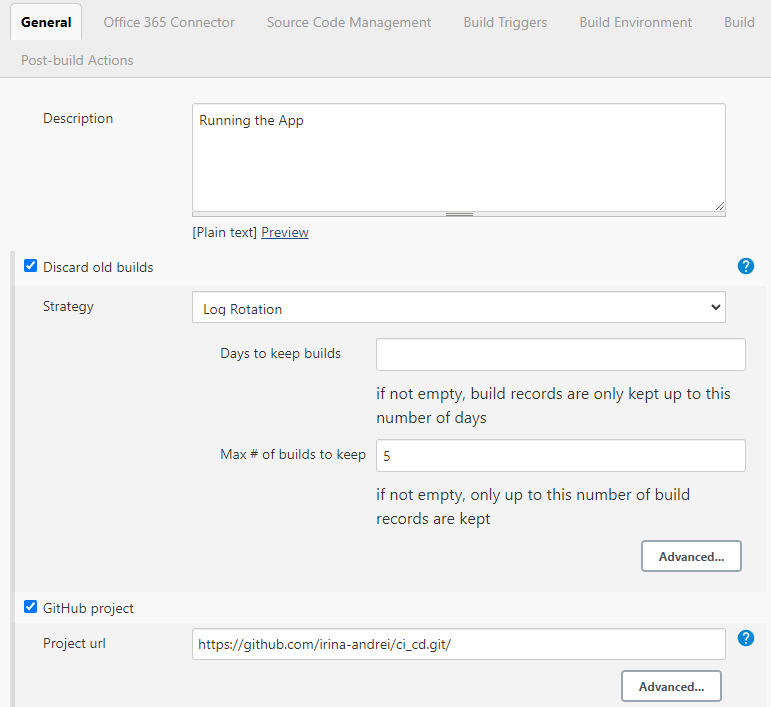 General Office 365 Connector Source Code Management Build Triggers Build Environment Build
Post-build Actions
Description
Running the App
[Plain text] Preview
Discard old builds ?
Strategy
Log Rotation
Days to keep builds
if not empty, build records are only kept up to this
number of days
Max # of builds to keep
5
if not empty, only up to this number of build
records are kept
Advanced...
GitHub project
Project url
https://github.com/irina-andrei/ci_cd.git/ ?
Advanced...